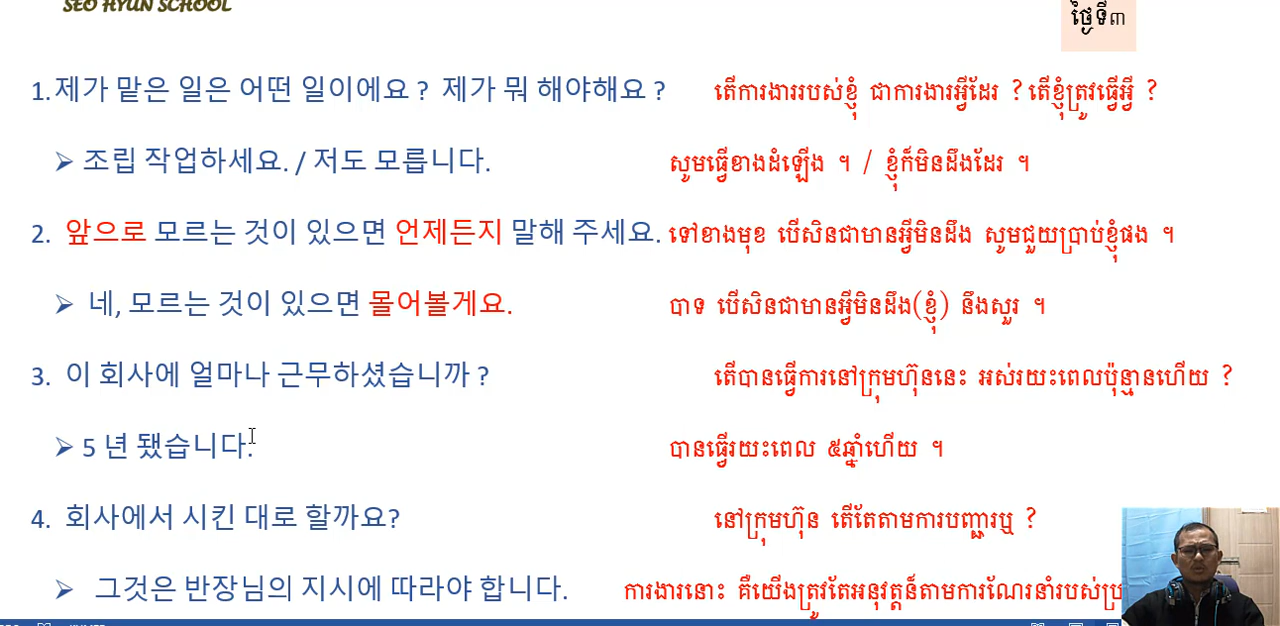 SEO HYUN SCHOOL
ថ្ងៃទី៣
1. 제가 맡은 일은 어떤 일이에요? 제가 뭐 해야해요? តើការងាររបស់ខ្ញុំ ជាការងារអ្វីដែរ ? តើខ្ញុំត្រូវធ្វើអ្វី ?
➢ 조립 작업하세요. / 저도 모릅니다. សូមធ្វើខាងដំឡើង ។ / ខ្ញុំក៏មិនដឹងដែរ ។
2. 앞으로 모르는 것이 있으면 언제든지 말해 주세요. ទៅខាងមុខ បើសិនជាមានអ្វីមិនដឹង សូមជួយប្រាប់ខ្ញុំផង ។
➢ 네, 모르는 것이 있으면 몰어볼게요. បាទ បើសិនជាមានអ្វីមិនដឹង(ខ្ញុំ) នឹងសួរ ។
3. 이 회사에 얼마나 근무하셨습니까? តើបានធ្វើការនៅក្រុមហ៊ុននេះ អស់រយះពេលប៉ុន្មានហើយ ?
➢ 5 년 됐습니다. បានធ្វើរយះពេល ៥ឆ្នាំហើយ ។
4. 회사에서 시킨 대로 할까요? នៅក្រុមហ៊ុន តើតែតាមការបញ្ជារឬ ?
➢ 그것은 반장님의 지시에 따라야 합니다. ការងារនោះ គឺយើងត្រូវតែអនុវត្តន៍តាមការណែរនាំរបស់